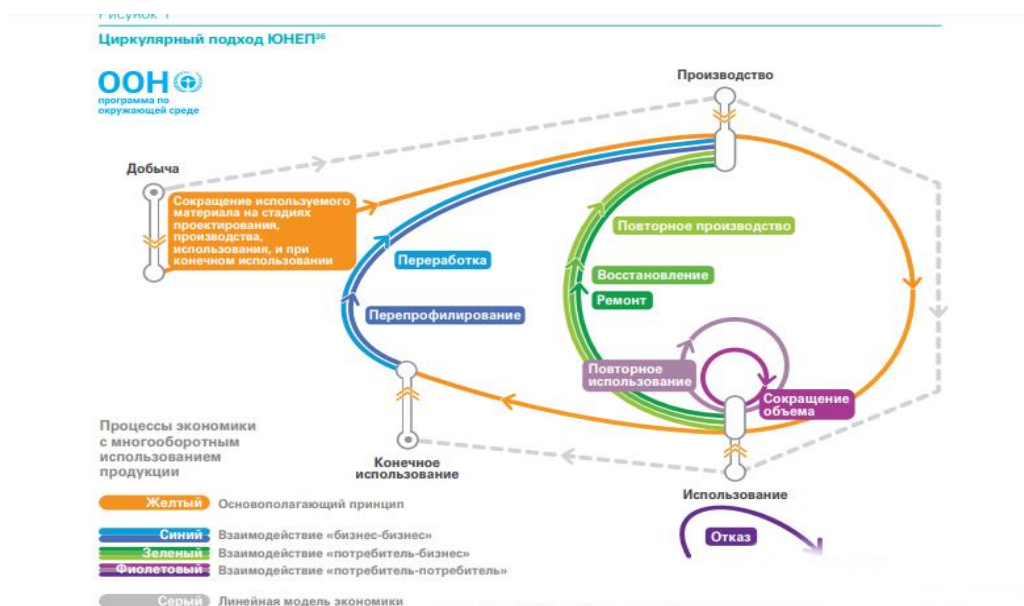 Рисунок 1
Циркулярный подход ЮНЕП³⁶
ООН
программа по
окружающей среде
Производство
Добыча
Сокращение используемого
материала на стадиях
проектирования,
производства,
использования, и при
конечном использовании
Повторное производство
Переработка
Восстановление
Ремонт
Перепрофилирование
Повторное
использование
Сокращение
объема
Процессы экономики
с многооборотным
использованием
продукции
Конечное
использование
Использование
Отказ
Желтый Основополагающий принцип
Синий Взаимодействие «бизнес-бизнес»
Зеленый Взаимодействие «потребитель-бизнес»
Фиолетовый Взаимодействие «потребитель-потребитель»
Серый Линейная модель экономики